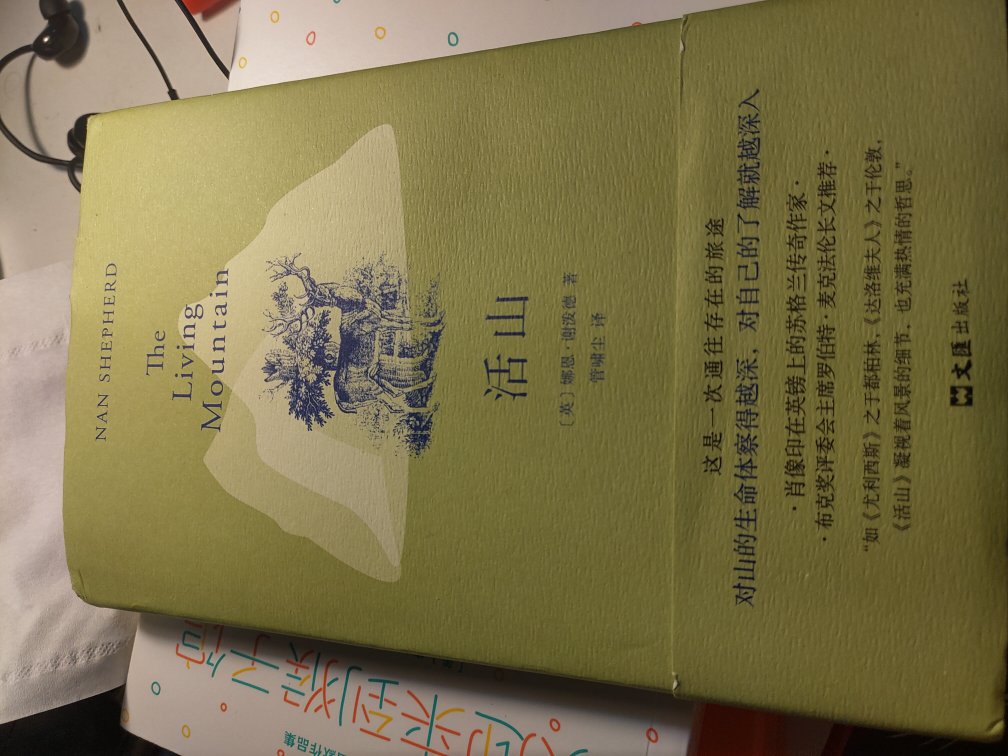 NAN SHEPHERD
The
Living
Mountain
活山
〔英〕娜恩·谢泼德 著
管啸尘 译
这是一次通往存在的旅途
对山的生命体察得越深，对自己的了解就越深入
·肖像印在英镑上的苏格兰传奇作家·
·布克奖评委会主席罗伯特·麦克法伦长文推荐·
“如《尤利西斯》之于都柏林，《达洛维夫人》之于伦敦，
《活山》凝视着风景的细节，也充满热情的哲思。”
文匯出版社